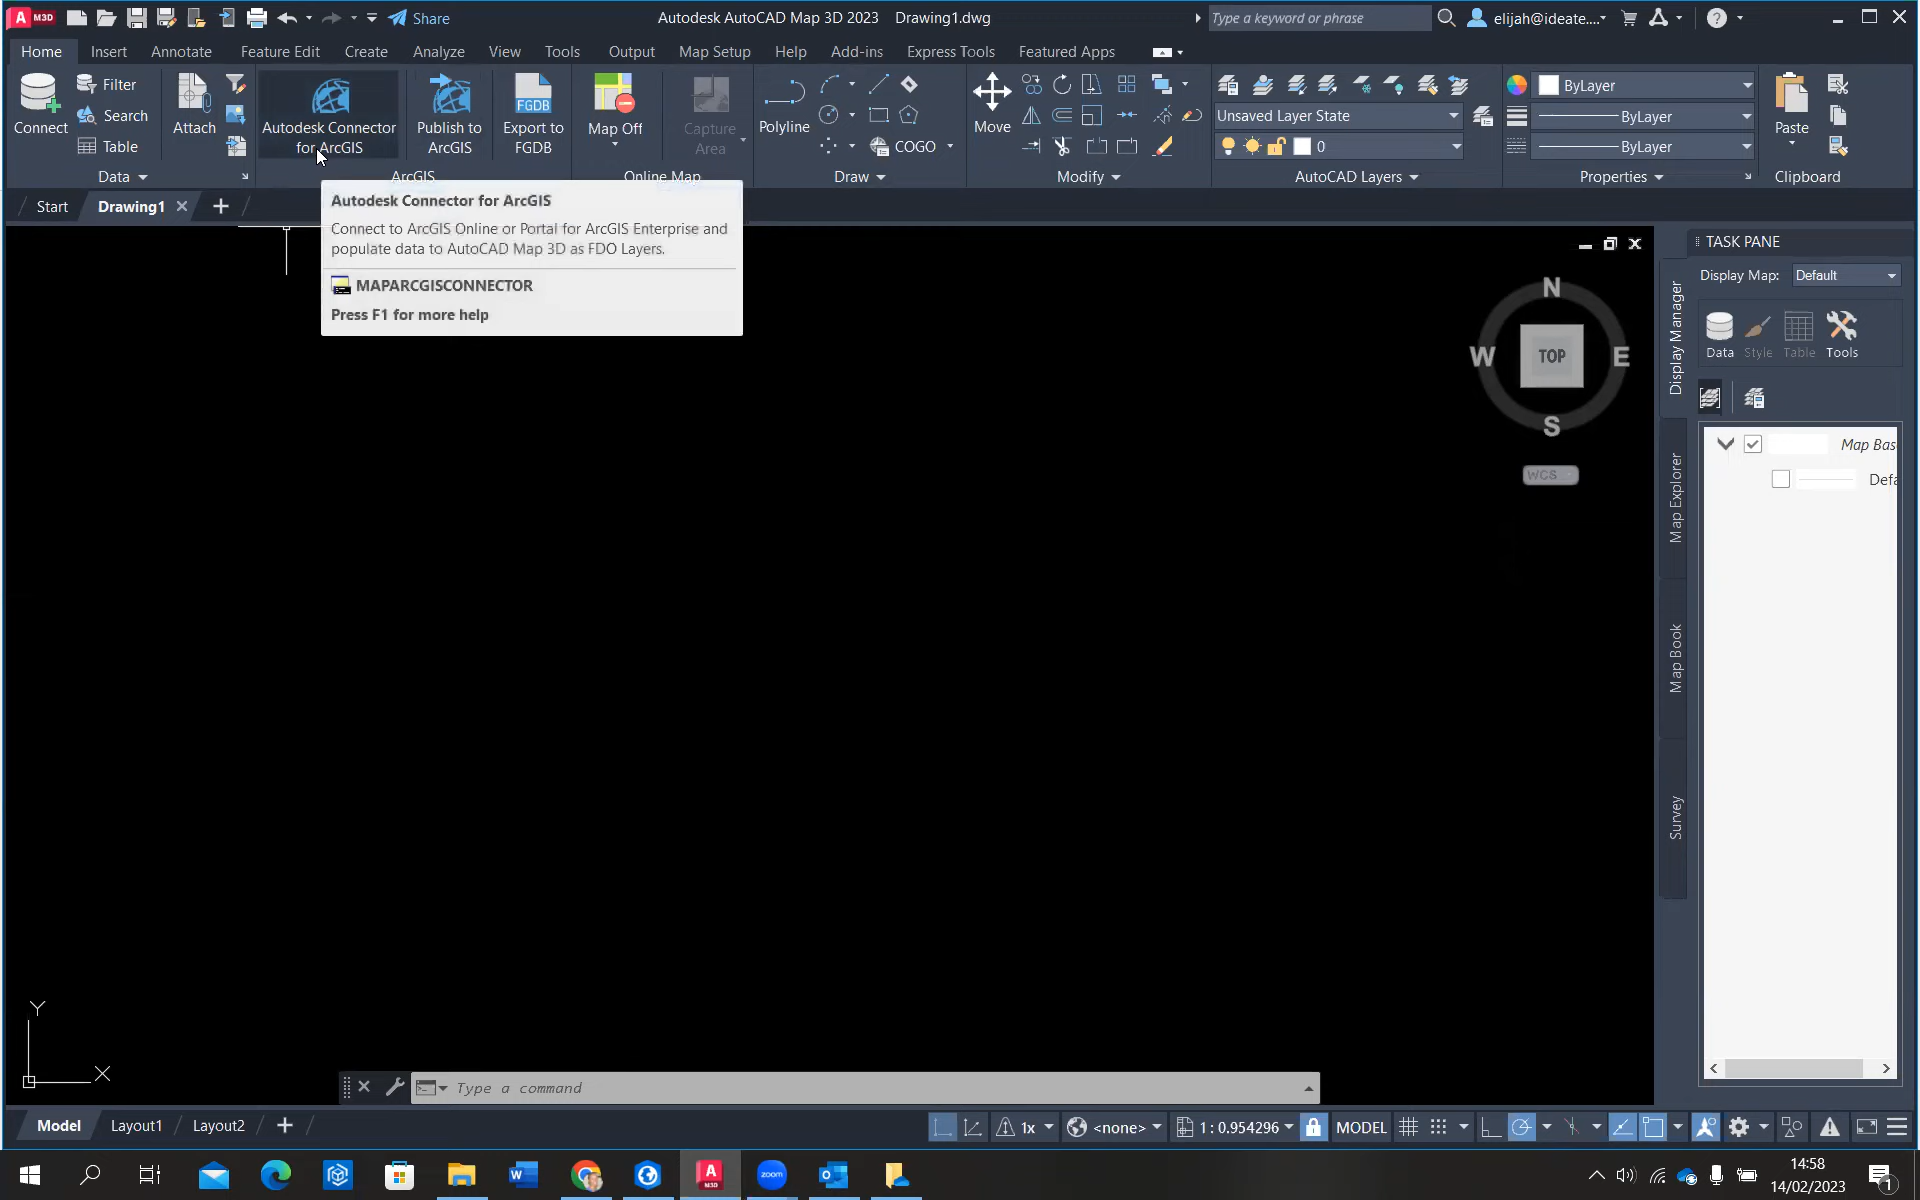 A M3D Share Autodesk AutoCAD Map 3D 2023 Drawing1.dwg Type a keyword or phrase elijah@ideate....
Home Insert Annotate Feature Edit Create Analyze View Tools Output Map Setup Help Add-ins Express Tools Featured Apps
Connect
Filter
Search
Table
Data
Attach
Autodesk Connector
for ArcGIS
Publish to
ArcGIS
FGDB
Export to
FGDB
ArcGIS
Map Off
Capture
Area
Online Map
Polyline
COGO
Draw
Move
Modify
Unsaved Layer State
0
AutoCAD Layers
ByLayer
ByLayer
ByLayer
Properties
Paste
Clipboard
Start Drawing1
Autodesk Connector for ArcGIS
Connect to ArcGIS Online or Portal for ArcGIS Enterprise and
populate data to AutoCAD Map 3D as FDO Layers.
MAPARCGISCONNECTOR
Press F1 for more help
N
W TOP E
S
WCS
TASK PANE
Display Map: Default
Data Style Table Tools
Map Bas
Defa
Display Manager
Map Explorer
Map Book
Survey
Y
X
Type a command
Model Layout1 Layout2
1x <none> 1 : 0.954296 MODEL
W A M3D zoom
14:58
14/02/2023
1